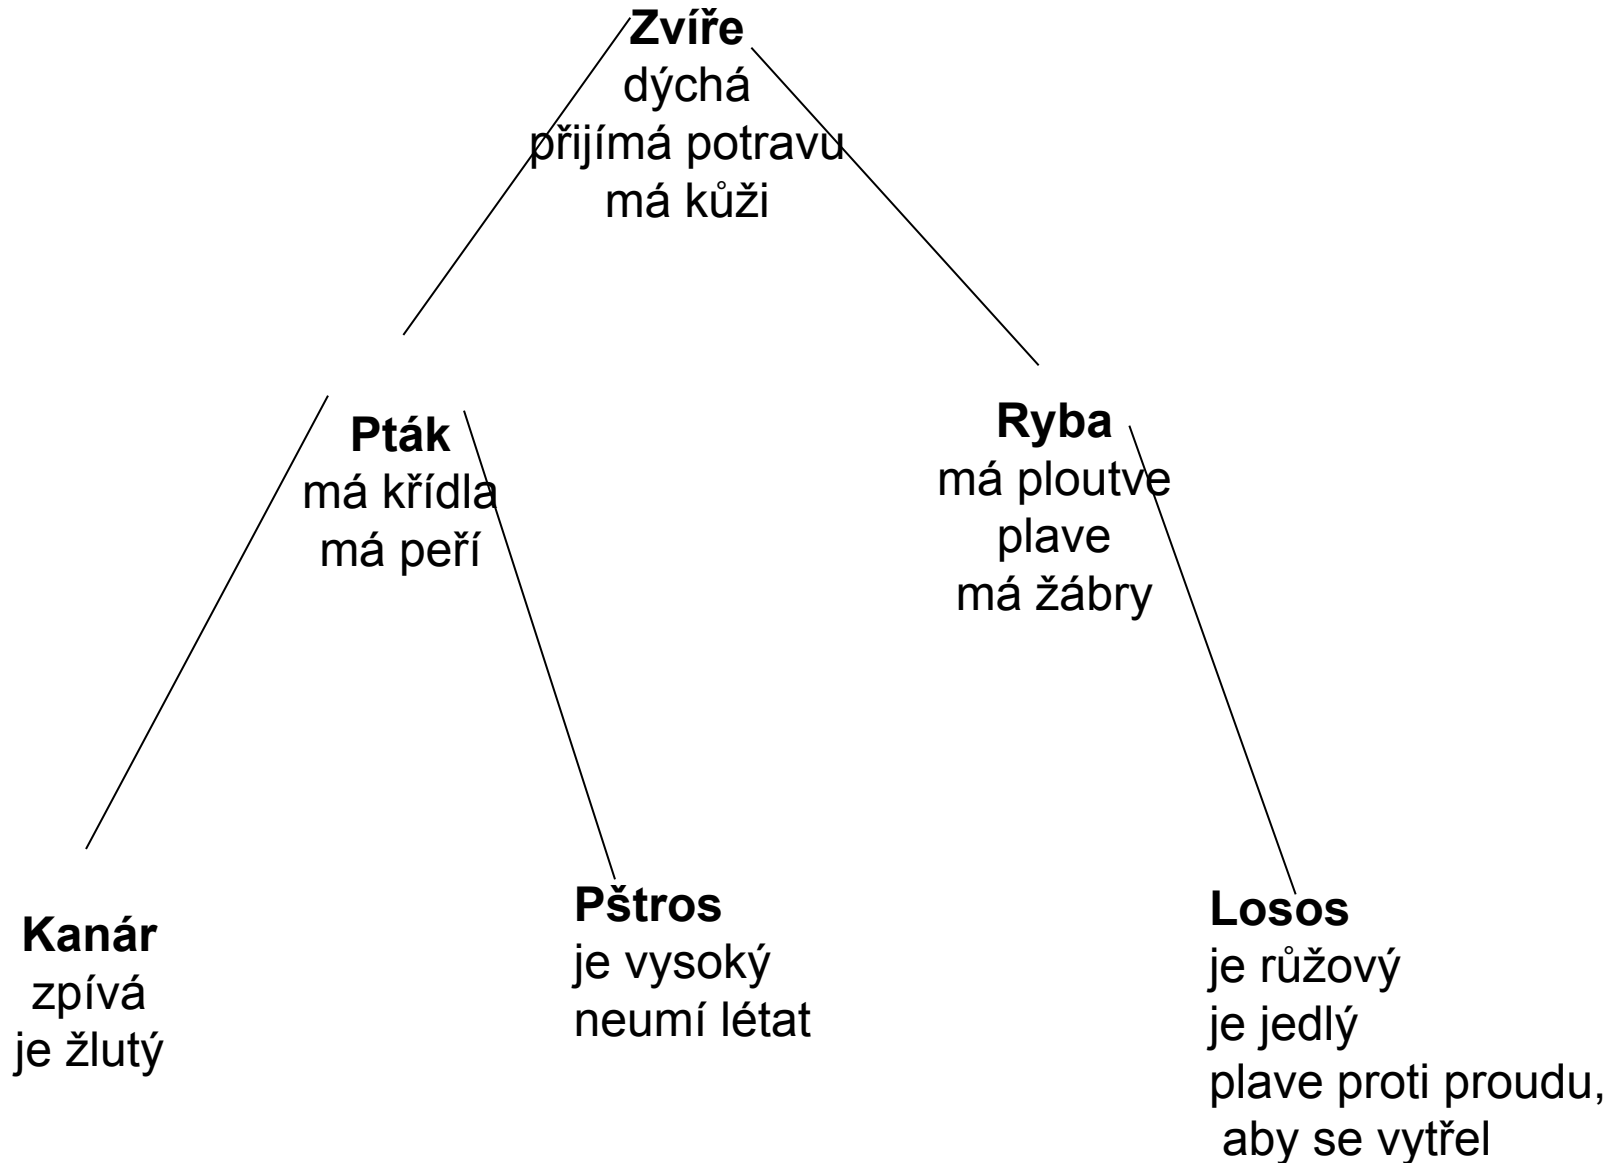 Zvíře
dýchá
přijímá potravu
má kůži
Pták
má křídla
má peří
Ryba
má ploutve
plave
má žábry
Kanár
zpívá
je žlutý
Pštros
je vysoký
neumí létat
Losos
je růžový
je jedlý
plave proti proudu,
aby se vytřel